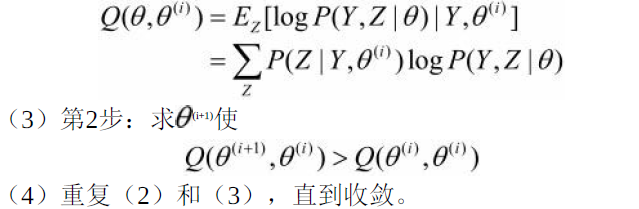 Q(θ,θ⁽ⁱ⁾) = E_Z[log P(Y,Z|θ)|Y,θ⁽ⁱ⁾]
= ∑_Z P(Z|Y,θ⁽ⁱ⁾) log P(Y,Z|θ)
（3）第2步：求θ⁽ⁱ⁺¹⁾使
Q(θ⁽ⁱ⁺¹⁾,θ⁽ⁱ⁾) > Q(θ⁽ⁱ⁾,θ⁽ⁱ⁾)
（4）重复（2）和（3），直到收敛。